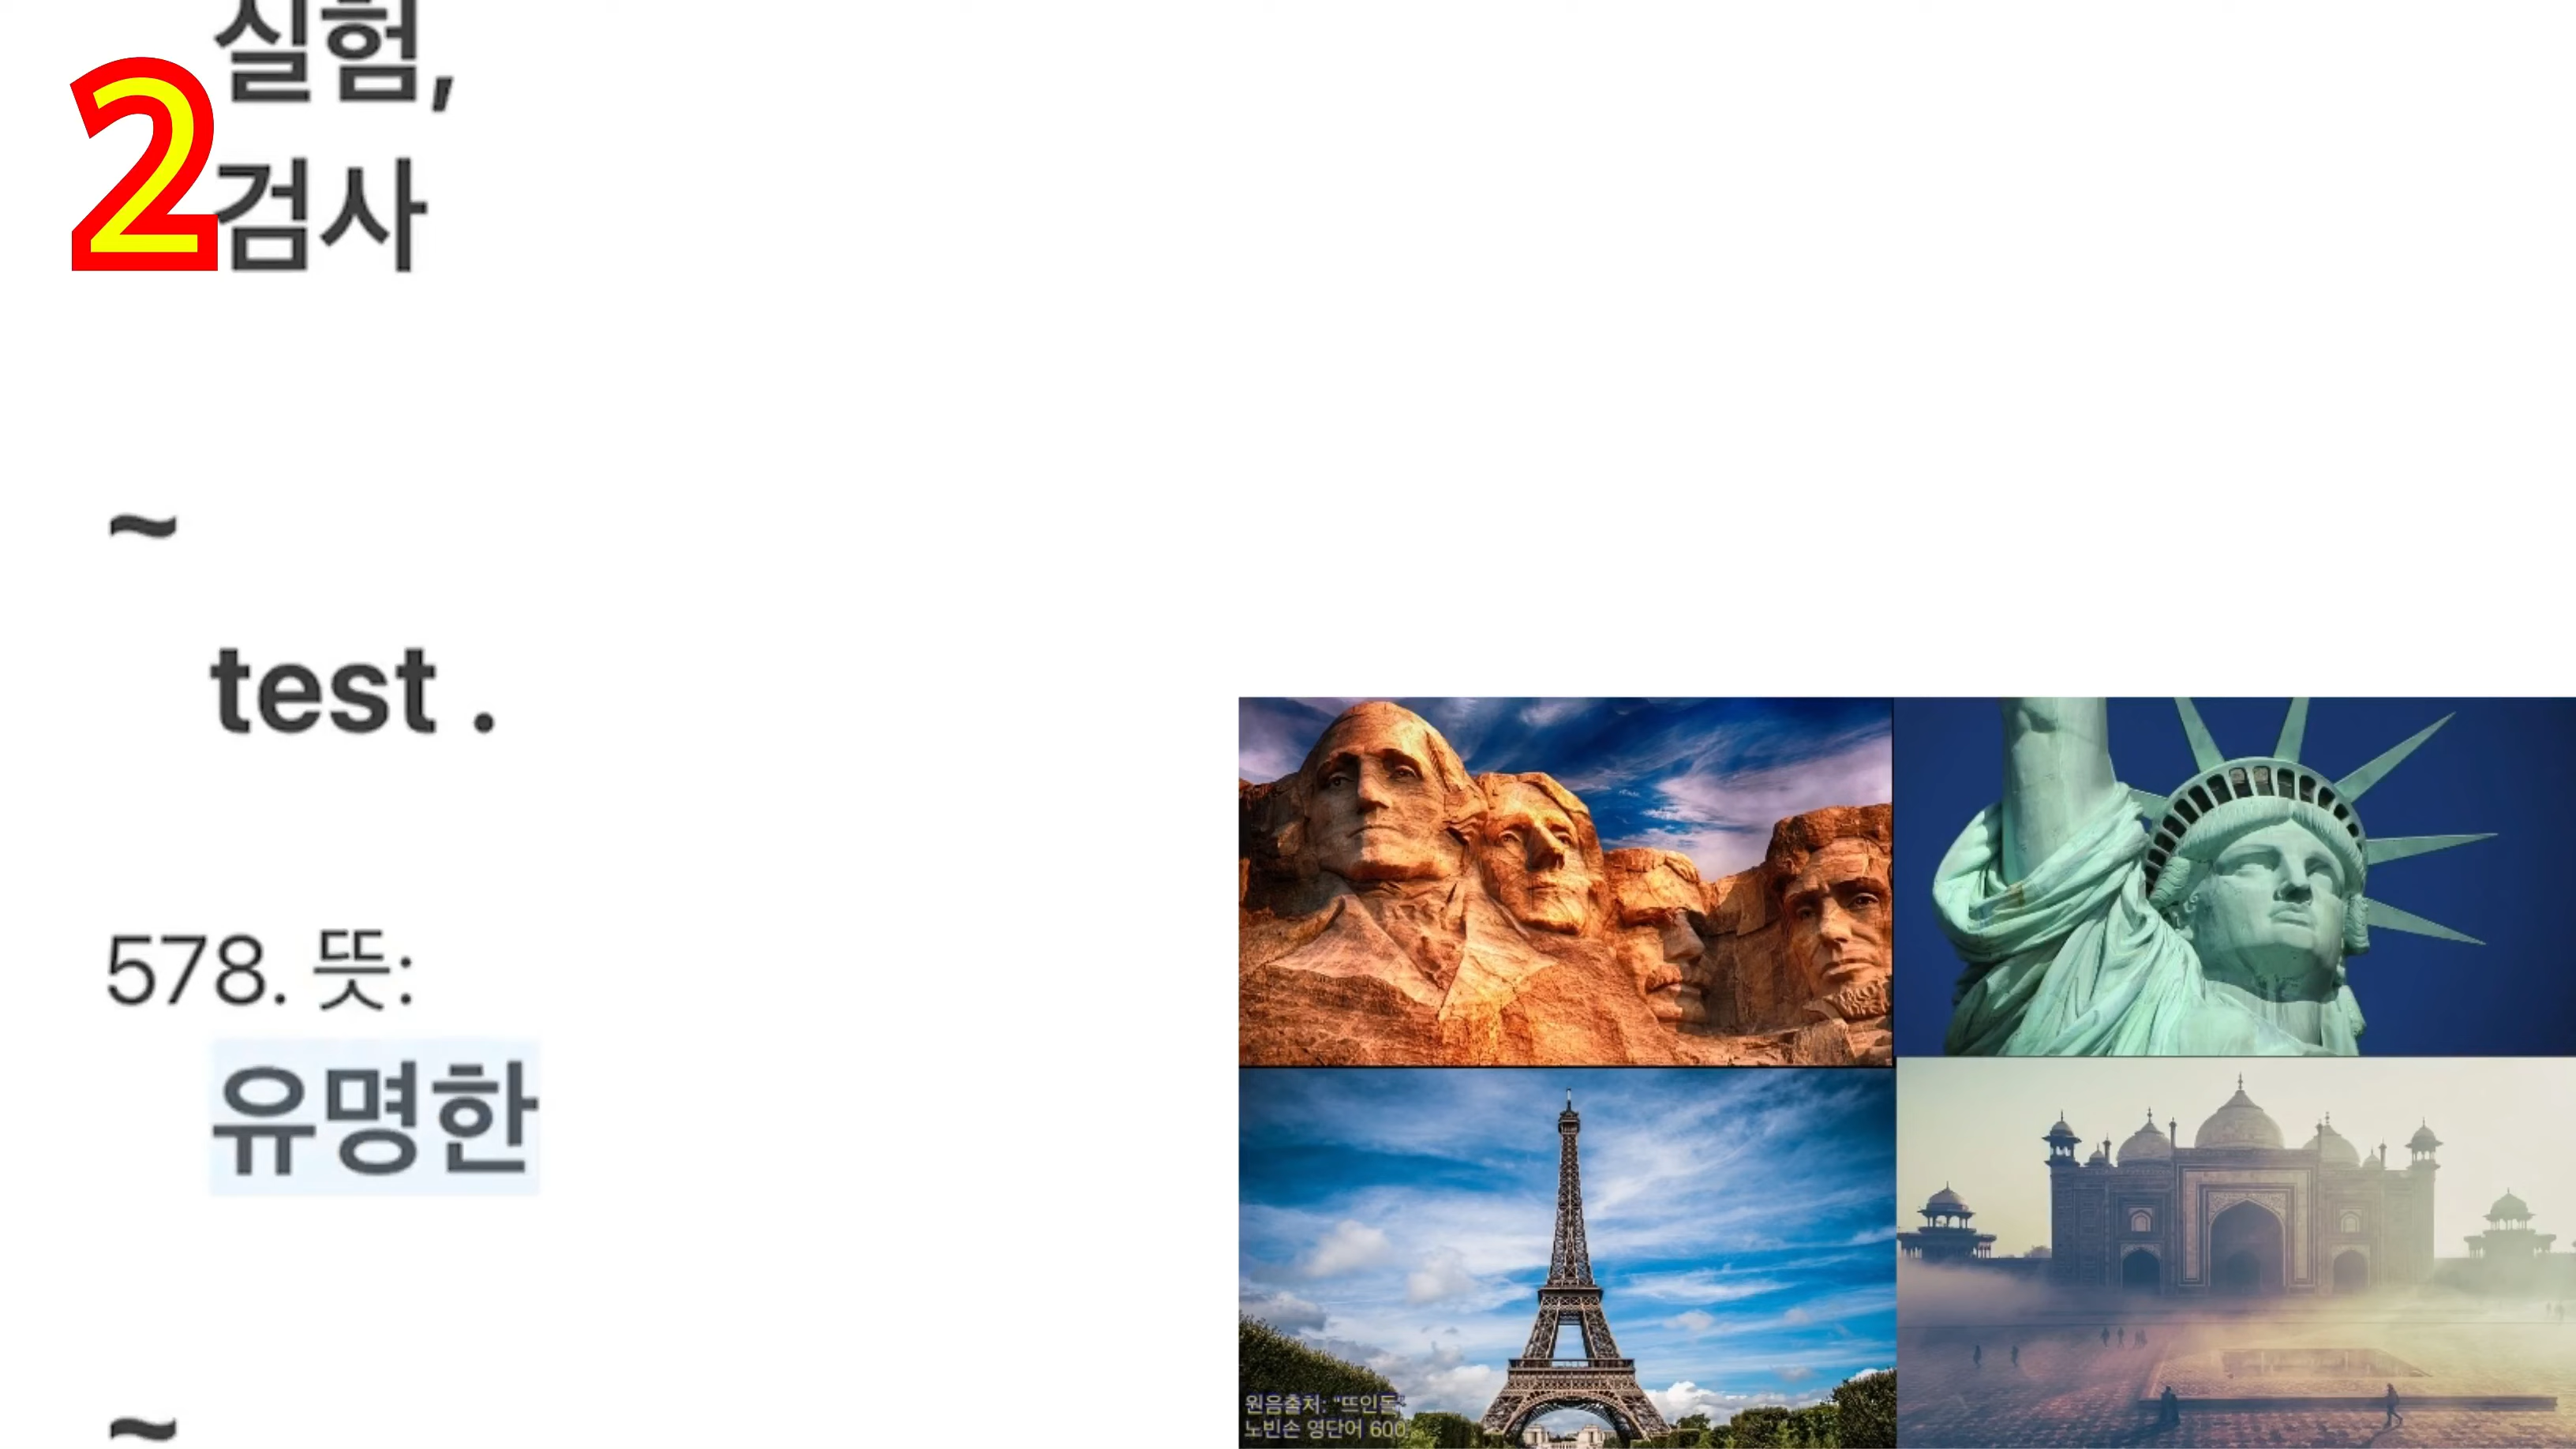 실험,
2
검사
~
test .
578. 뜻:
유명한
~
원음출처: “뜨인돌”
노빈손 영단어 600.